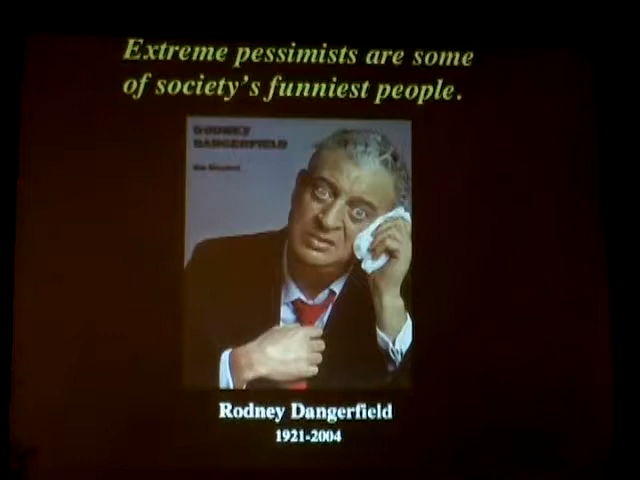 Extreme pessimists are some
of society's funniest people.
RODNEY
DANGERFIELD
Rodney Dangerfield
1921-2004